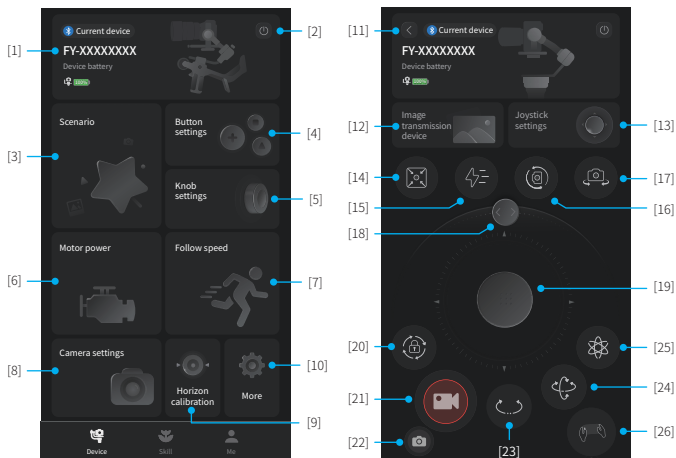 Current device
FY-XXXXXXXX
Device battery
100%
Scenario
Button
settings
Knob
settings
Motor power
Follow speed
Camera settings
Horizon
calibration
More
Device
Skill
Me
[1]
[2]
[3]
[4]
[5]
[6]
[7]
[8]
[9]
[10]
Current device
FY-XXXXXXXX
Device battery
100%
Image
transmission
device
Joystick
settings
[11]
[12]
[13]
[14]
[15]
[16]
[17]
[18]
[19]
[20]
[21]
[22]
[23]
[24]
[25]
[26]